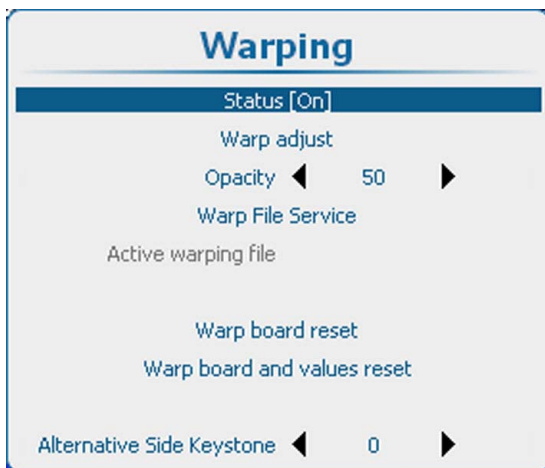 Warping
Status [On]
Warp adjust
Opacity 50
Warp File Service
Active warping file
Warp board reset
Warp board and values reset
Alternative Side Keystone 0